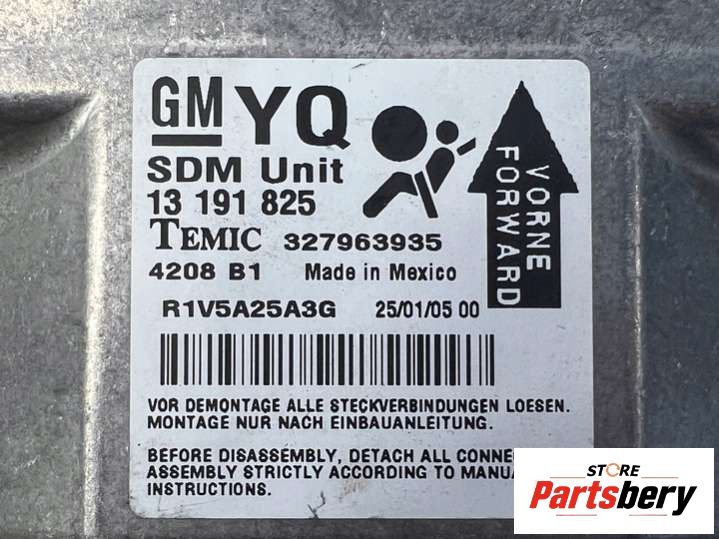 GM YQ
SDM Unit
13 191 825
TEMIC 327963935
4208 B1 Made in Mexico
R1V5A25A3G 25/01/05 00
VORNE
FORWARD
VOR DEMONTAGE ALLE STECKVERBINDUNGEN LOESEN.
MONTAGE NUR NACH EINBAUANLEITUNG.
BEFORE DISASSEMBLY, DETACH ALL
ASSEMBLY STRICTLY ACCORDING TO
INSTRUCTIONS.
STORE
Partsbery